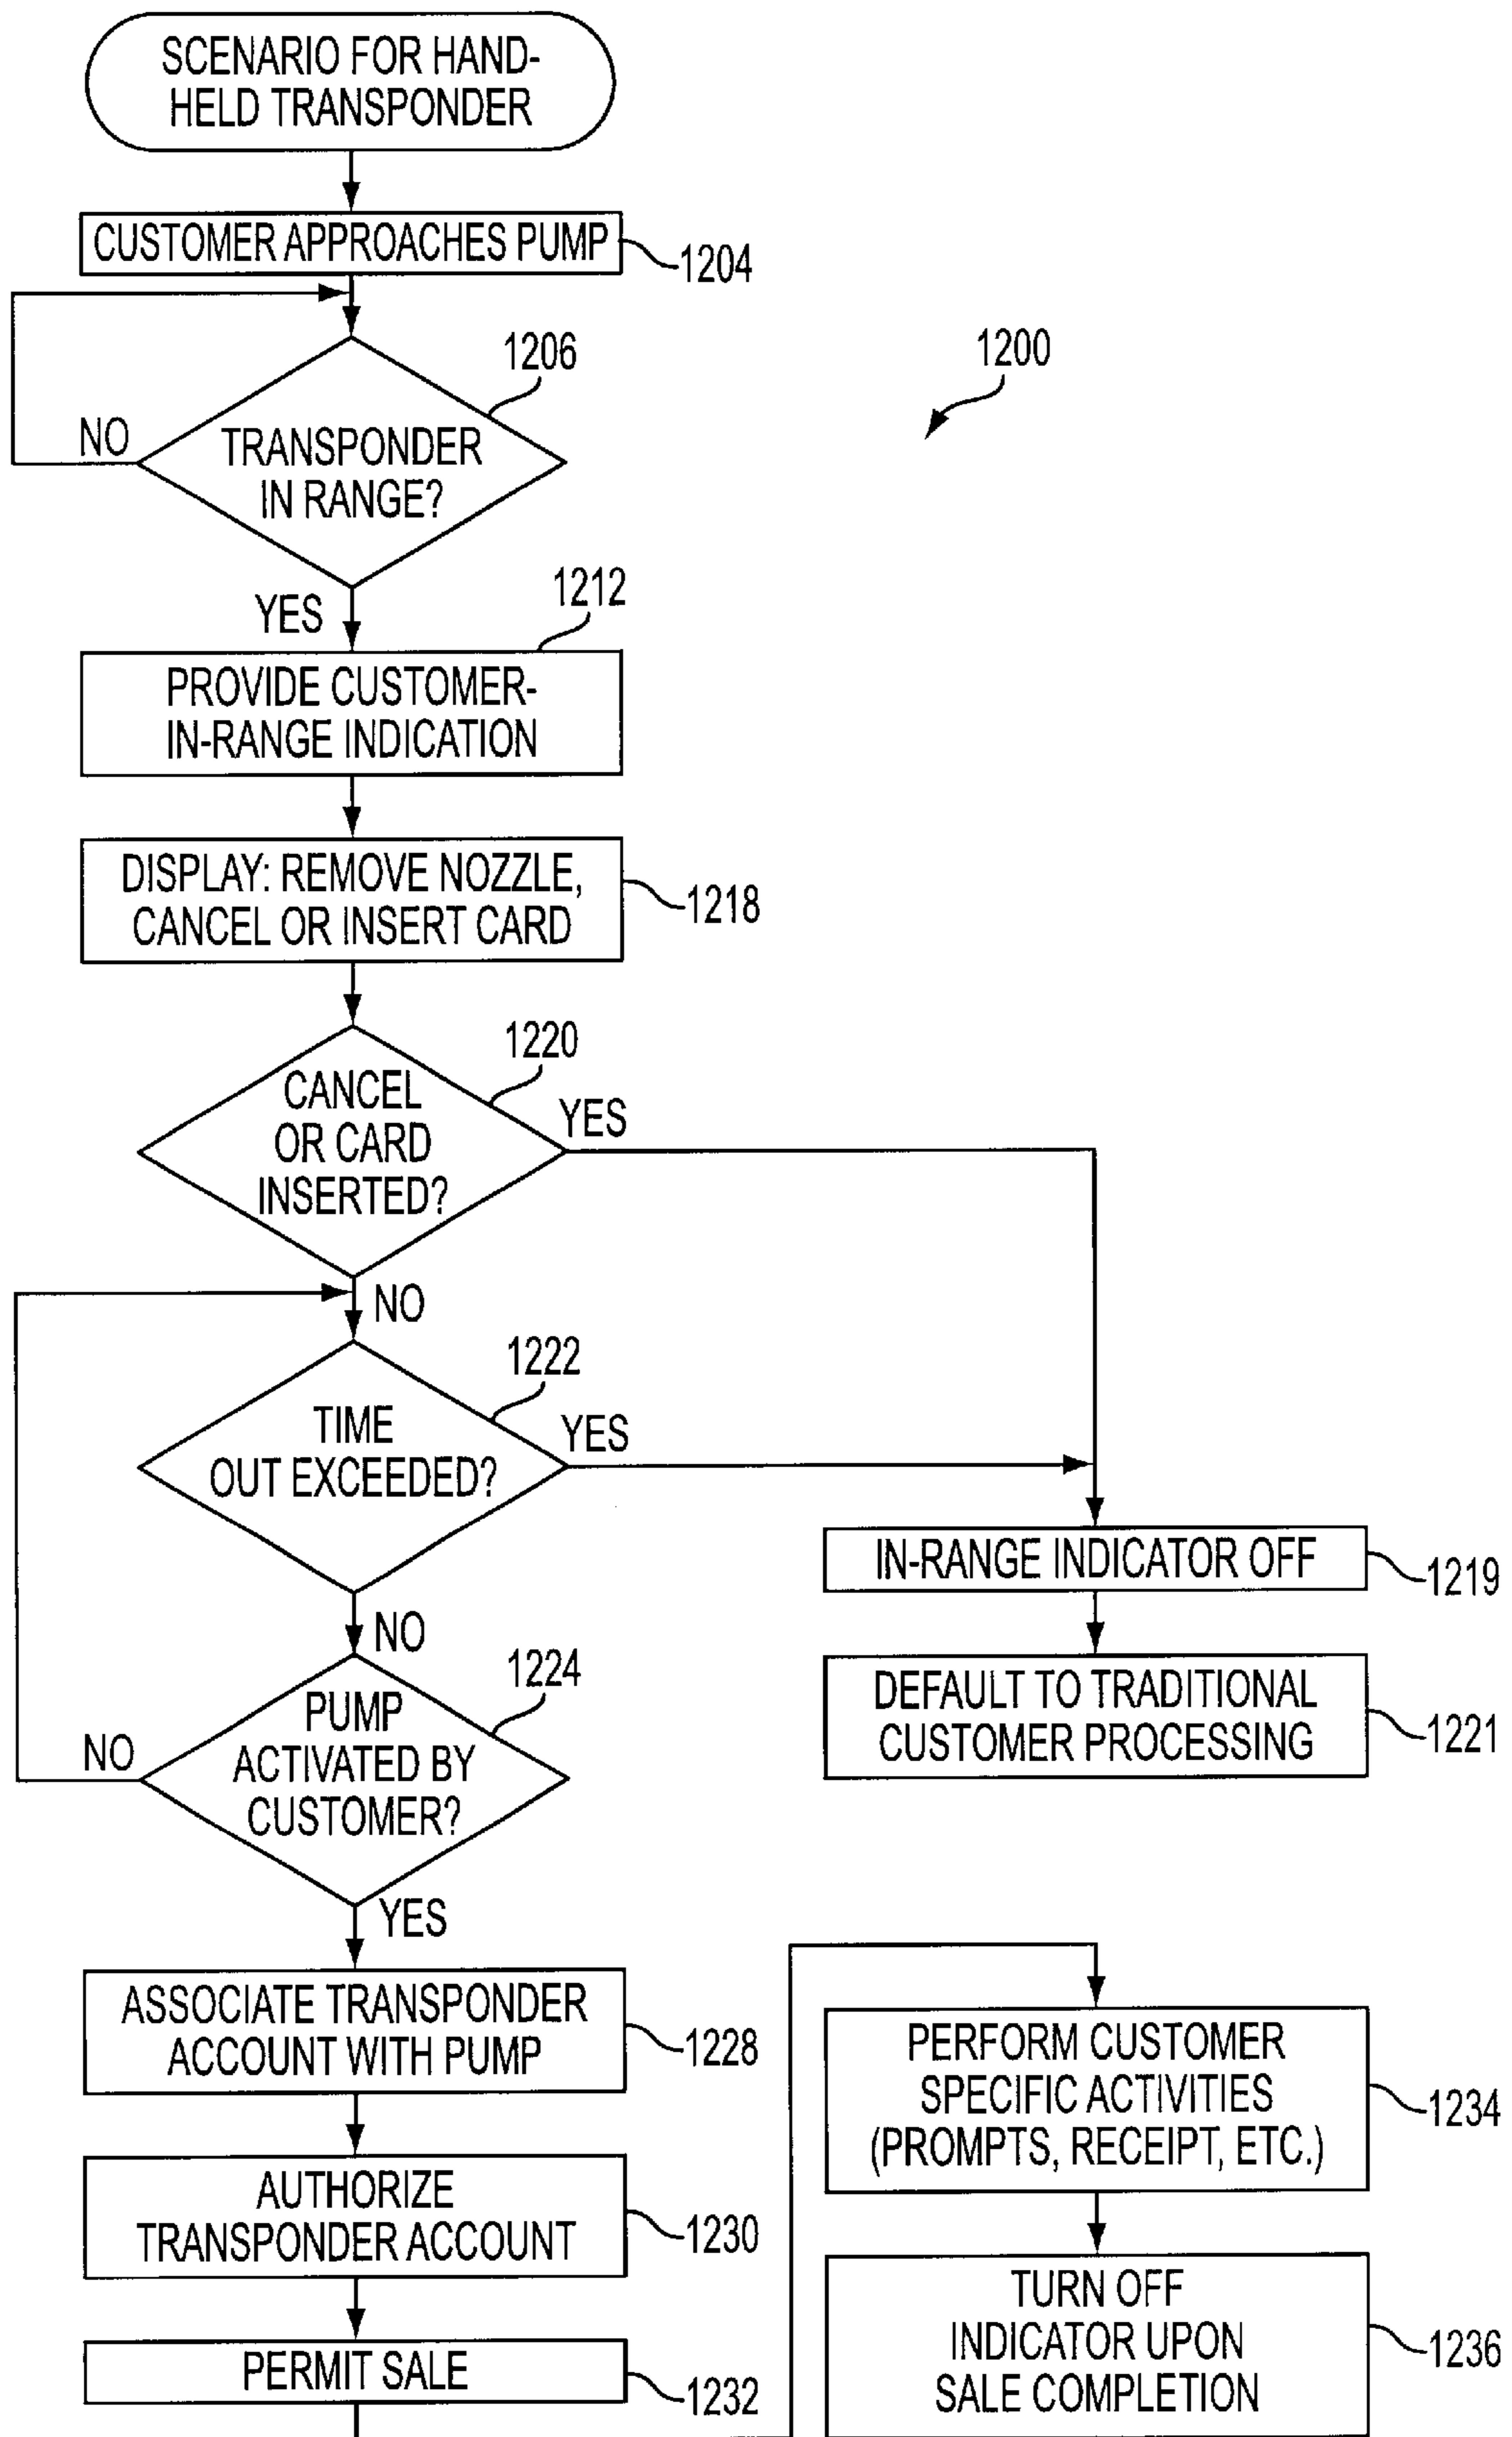 SCENARIO FOR HAND-
HELD TRANSPONDER
CUSTOMER APPROACHES PUMP
1204
1200
1206
NO
TRANSPONDER
IN RANGE?
YES
1212
PROVIDE CUSTOMER-
IN-RANGE INDICATION
DISPLAY: REMOVE NOZZLE,
CANCEL OR INSERT CARD
1218
1220
CANCEL
OR CARD
INSERTED?
YES
NO
1222
TIME
OUT EXCEEDED?
YES
IN-RANGE INDICATOR OFF
1219
NO
1224
PUMP
ACTIVATED BY
CUSTOMER?
NO
DEFAULT TO TRADITIONAL
CUSTOMER PROCESSING
1221
YES
ASSOCIATE TRANSPONDER
ACCOUNT WITH PUMP
1228
AUTHORIZE
TRANSPONDER ACCOUNT
1230
PERMIT SALE
1232
PERFORM CUSTOMER
SPECIFIC ACTIVITIES
(PROMPTS, RECEIPT, ETC.)
1234
TURN OFF
INDICATOR UPON
SALE COMPLETION
1236